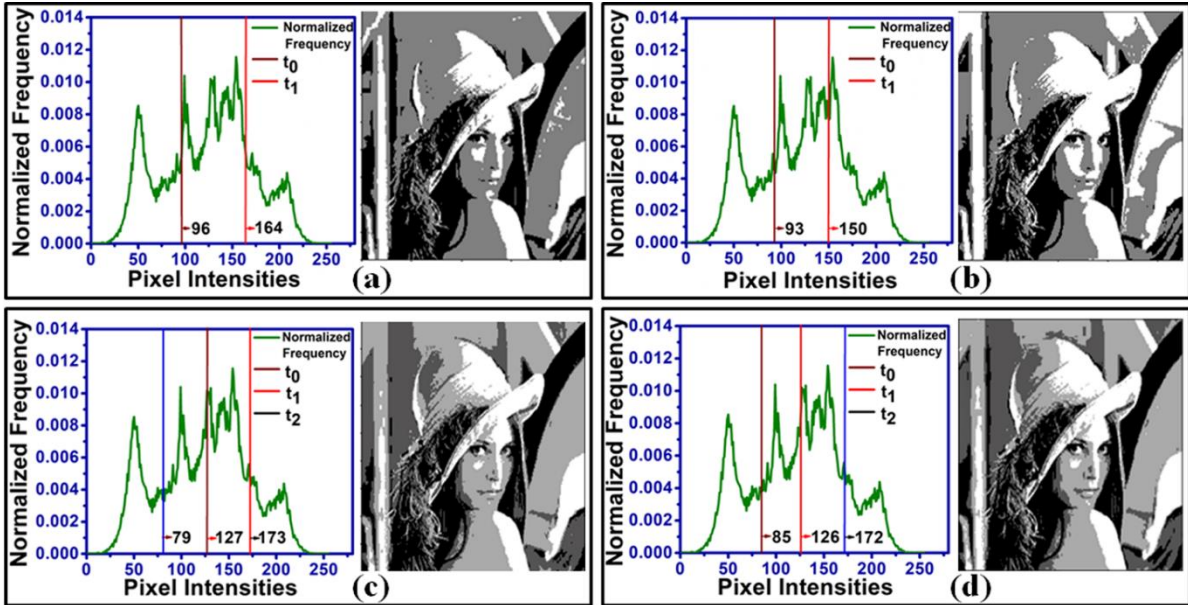 Normalized Frequency
0.014
0.012
0.010
0.008
0.006
0.004
0.002
0.000
Normalized
Frequency
t0
t1
96
164
0 50 100 150 200 250
Pixel Intensities
(a)
Normalized Frequency
0.014
0.012
0.010
0.008
0.006
0.004
0.002
0.000
Normalized
Frequency
t0
t1
93
150
0 50 100 150 200 250
Pixel Intensities
(b)
Normalized Frequency
0.014
0.012
0.010
0.008
0.006
0.004
0.002
0.000
Normalized
Frequency
t0
t1
t2
79
127
173
0 50 100 150 200 250
Pixel Intensities
(c)
Normalized Frequency
0.014
0.012
0.010
0.008
0.006
0.004
0.002
0.000
Normalized
Frequency
t0
t1
t2
85
126
172
0 50 100 150 200 250
Pixel Intensities
(d)